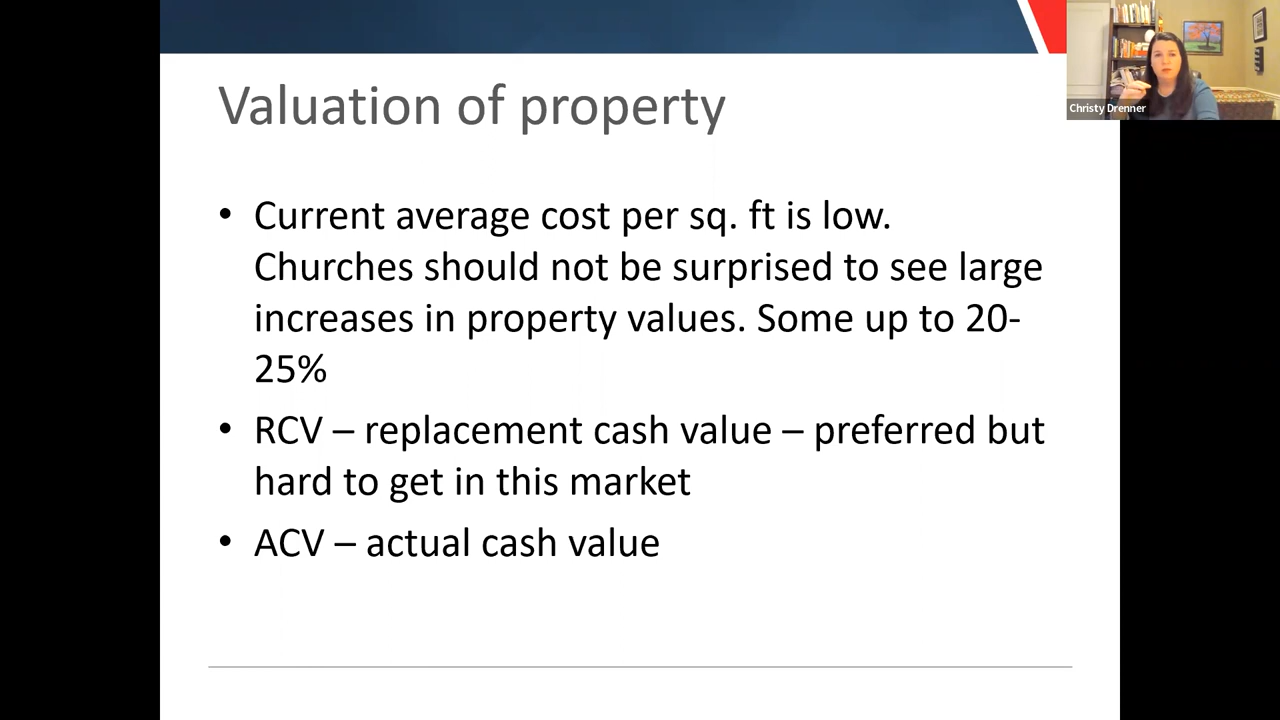 Christy Drenner
Valuation of property
• Current average cost per sq. ft is low.
Churches should not be surprised to see large
increases in property values. Some up to 20-
25%
• RCV – replacement cash value – preferred but
hard to get in this market
• ACV – actual cash value